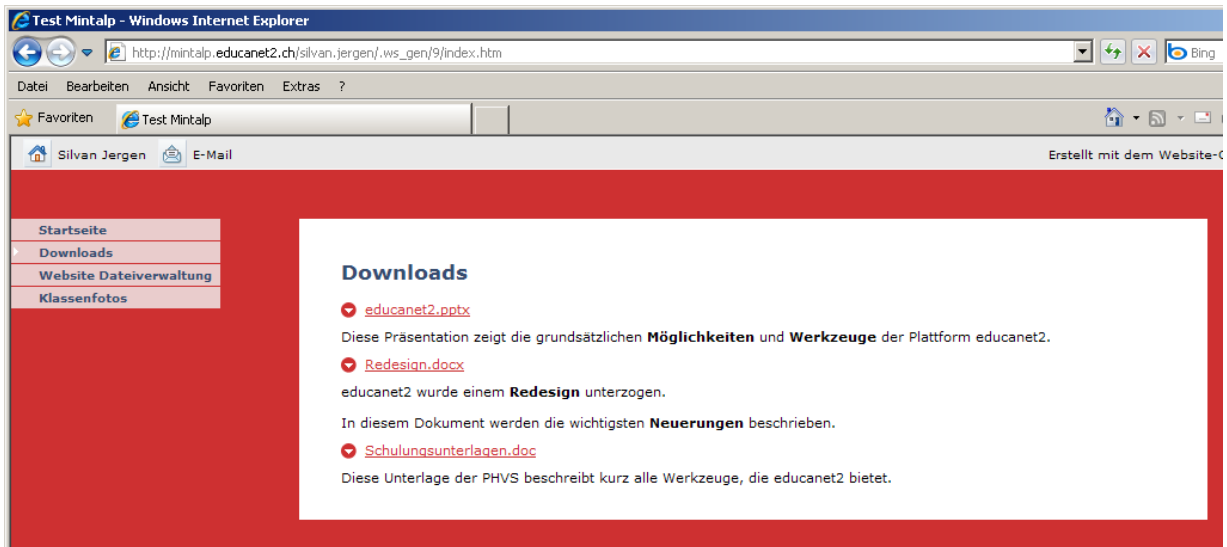 Test Mintalp - Windows Internet Explorer
http://mintalp.educanet2.ch/silvan.jergen/.ws_gen/9/index.htm
Bing
Datei Bearbeiten Ansicht Favoriten Extras ?
Favoriten Test Mintalp
Silvan Jergen E-Mail Erstellt mit dem Website-
Startseite
Downloads
Website Dateiverwaltung
Klassenfotos
Downloads
educanet2.pptx
Diese Präsentation zeigt die grundsätzlichen Möglichkeiten und Werkzeuge der Plattform educanet2.
Redesign.docx
educanet2 wurde einem Redesign unterzogen.
In diesem Dokument werden die wichtigsten Neuerungen beschrieben.
Schulungsunterlagen.doc
Diese Unterlage der PHVS beschreibt kurz alle Werkzeuge, die educanet2 bietet.